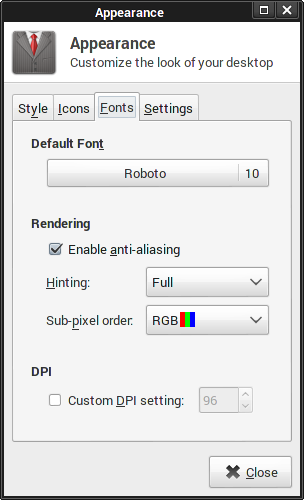 Appearance
Appearance
Customize the look of your desktop
Style Icons Fonts Settings
Default Font
Roboto 10
Rendering
Enable anti-aliasing
Hinting: Full
Sub-pixel order: RGB
DPI
Custom DPI setting: 96
Close